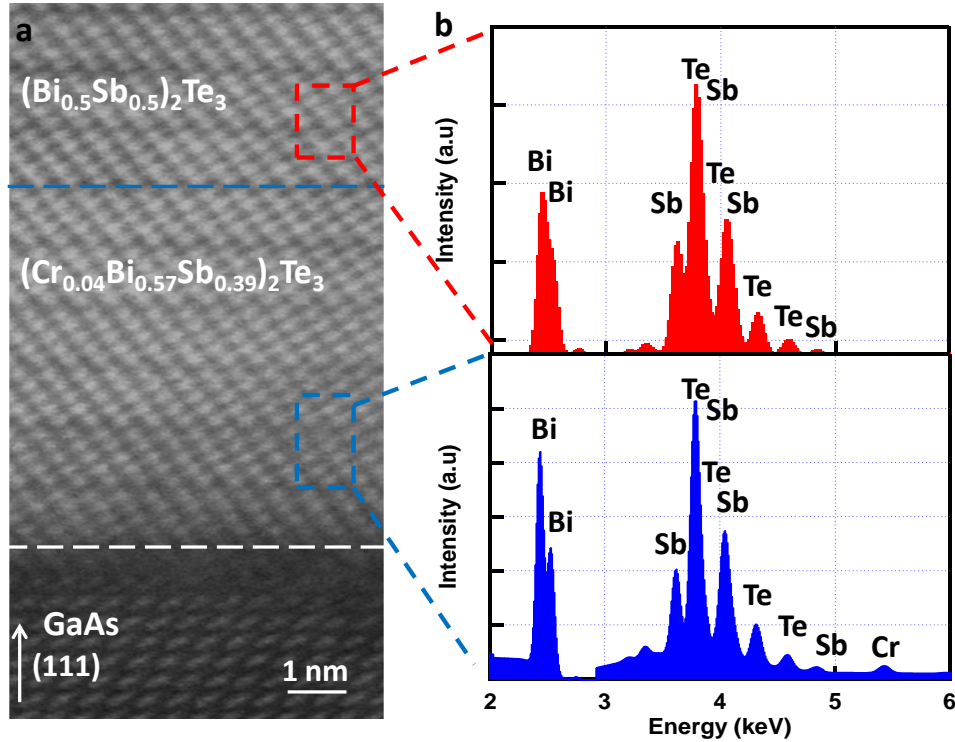 a
(Bi0.5Sb0.5)2Te3
(Cr0.04Bi0.57Sb0.39)2Te3
GaAs
(111)
1 nm
b
Intensity (a.u)
Bi
Bi
Sb
Te
Sb
Te
Sb
Te
Te
Sb
Intensity (a.u)
Bi
Bi
Sb
Te
Sb
Te
Sb
Te
Te
Sb
Cr
2 3 4 5 6
Energy (keV)